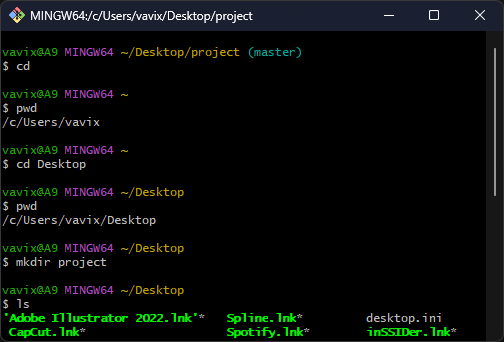 MINGW64:/c/Users/vavix/Desktop/project
vavix@A9 MINGW64 ~/Desktop/project (master)
$ cd
vavix@A9 MINGW64 ~
$ pwd
/c/Users/vavix
vavix@A9 MINGW64 ~
$ cd Desktop
vavix@A9 MINGW64 ~/Desktop
$ pwd
/c/Users/vavix/Desktop
vavix@A9 MINGW64 ~/Desktop
$ mkdir project
vavix@A9 MINGW64 ~/Desktop
$ ls
'Adobe Illustrator 2022.lnk'* Spline.lnk* desktop.ini
CapCut.lnk* Spotify.lnk* inSSIDer.lnk*